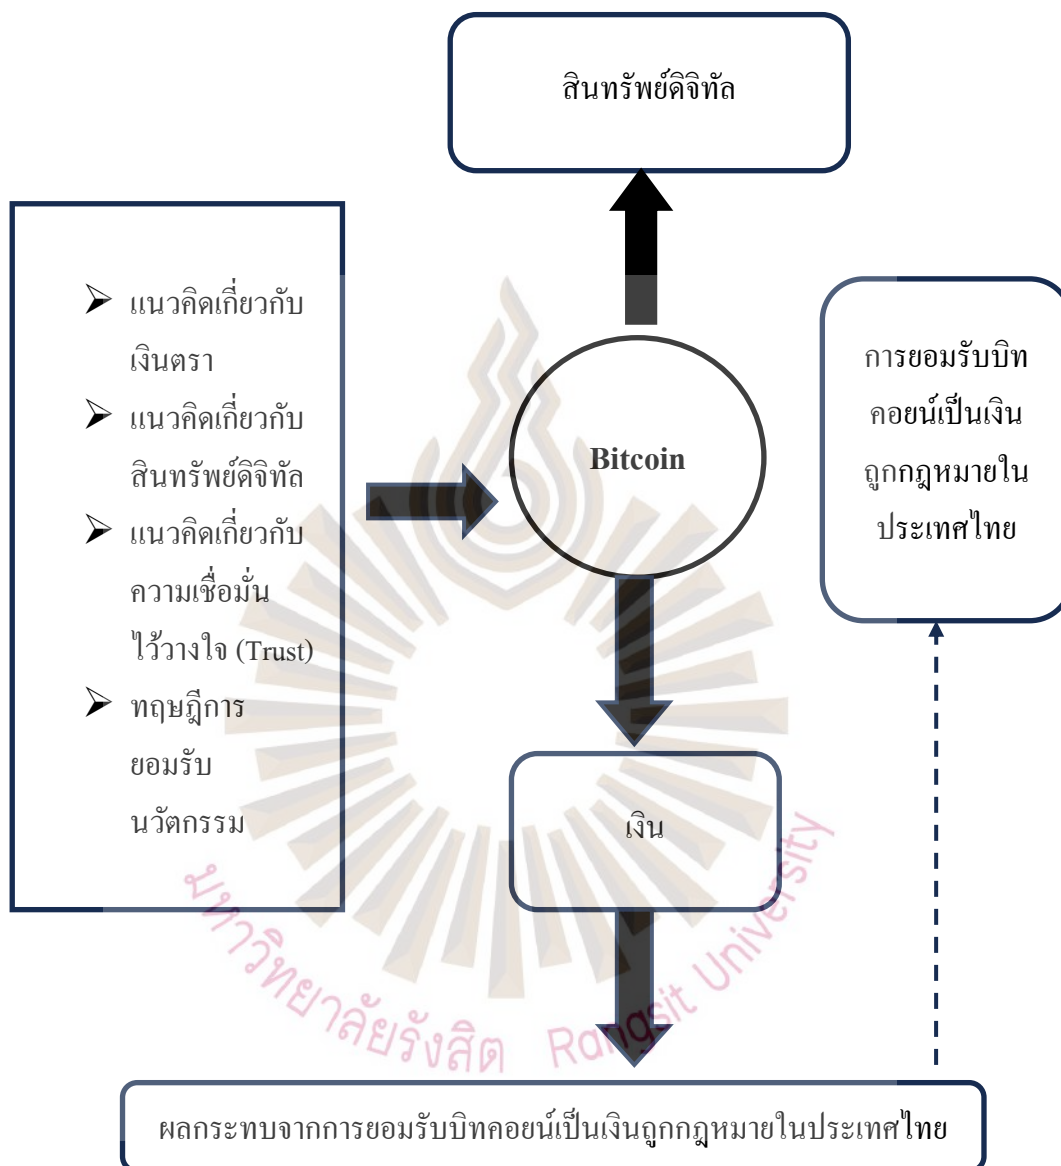 สินทรัพย์ดิจิทัล
แนวคิดเกี่ยวกับ
เงินตรา
แนวคิดเกี่ยวกับ
สินทรัพย์ดิจิทัล
แนวคิดเกี่ยวกับ
ความเชื่อมั่น
ไว้วางใจ (Trust)
ทฤษฎีการ
ยอมรับ
นวัตกรรม
Bitcoin
การยอมรับบิท
คอยน์เป็นเงิน
ถูกกฎหมายใน
ประเทศไทย
เงิน
มหาวิทยาลัยรังสิต Rangsit University
ผลกระทบจากการยอมรับบิทคอยน์เป็นเงินถูกกฎหมายในประเทศไทย